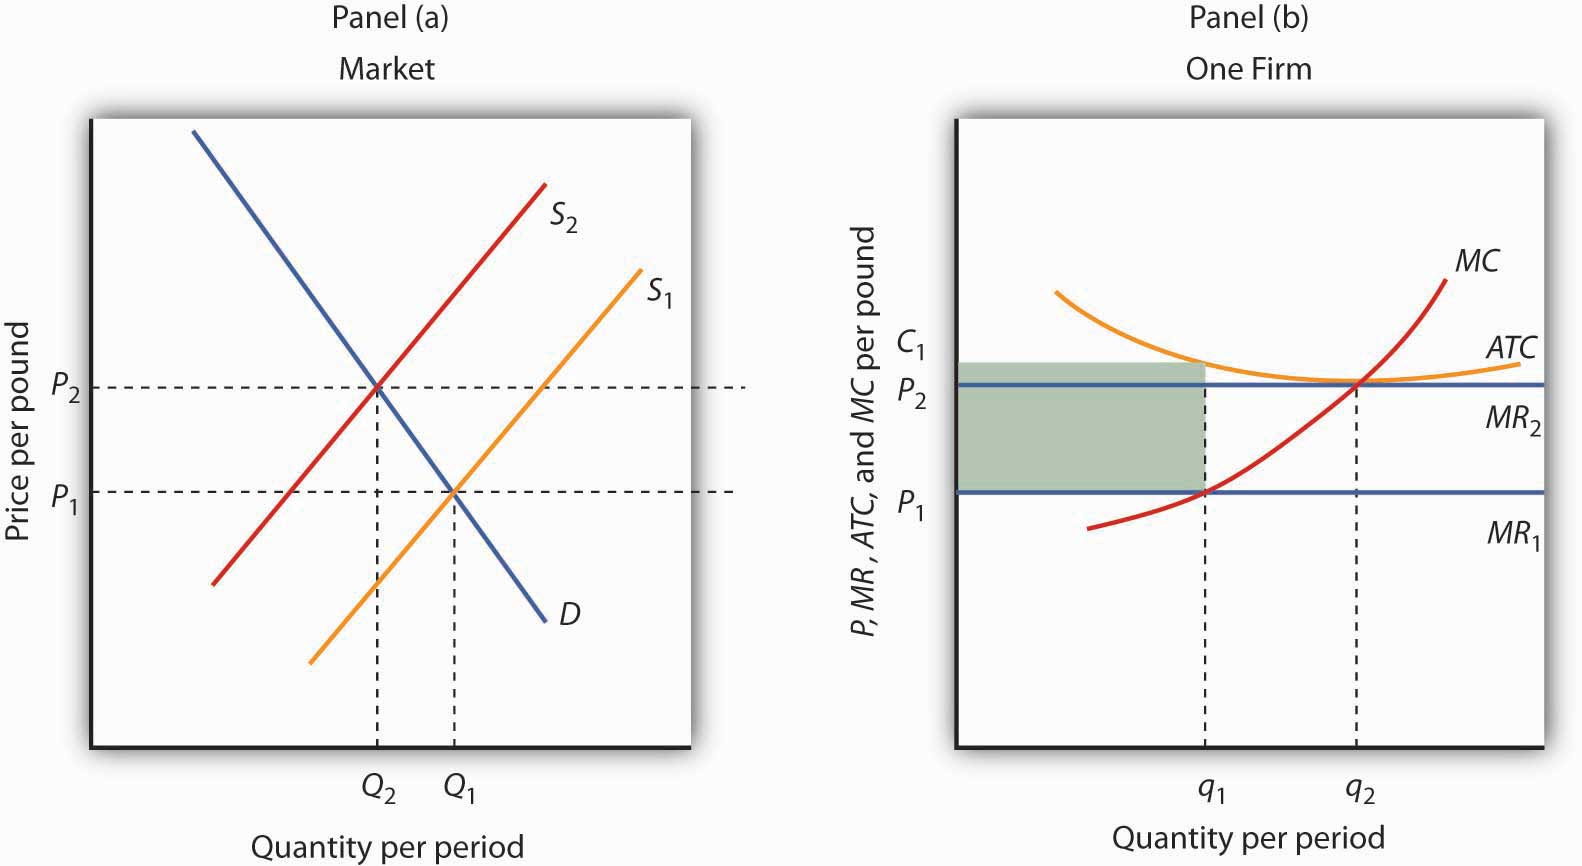 Panel (a)
Market
Price per pound
P2
P1
S2
S1
D
Q2
Q1
Quantity per period
Panel (b)
One Firm
P, MR , ATC, and MC per pound
C1
P2
P1
MC
ATC
MR2
MR1
q1
q2
Quantity per period